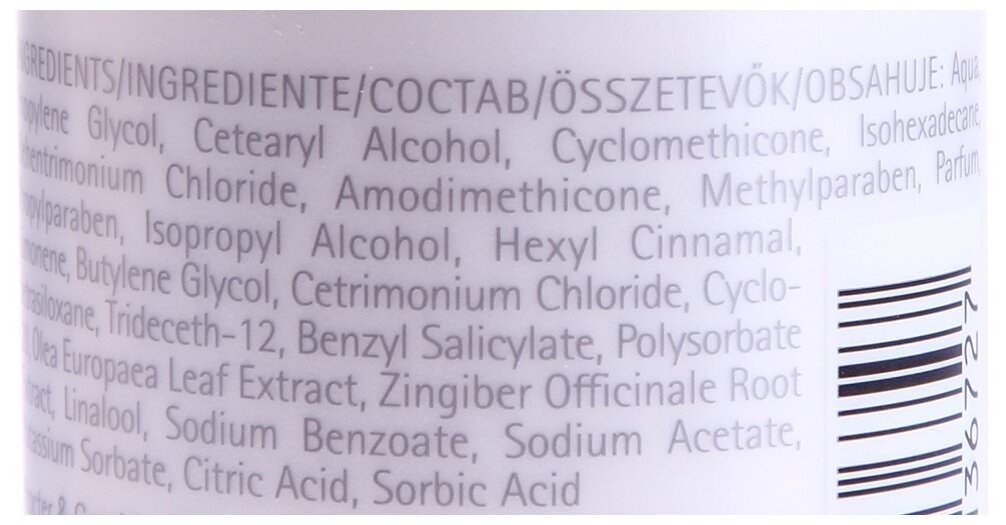 INGREDIENTS/INGREDIENTE/СОСТАВ/ÖSSZETEVŐK/OBSAHUJE: Aqua,
Glycol, Cetearyl Alcohol, Cyclomethicone, Isohexadecane,
Chloride, Amodimethicone, Methylparaben, Parfum,
Isopropyl Alcohol, Hexyl Cinnamal,
Butylene Glycol, Cetrimonium Chloride, Cyclo-
Trideceth-12, Benzyl Salicylate, Polysorbate
Olea Europaea Leaf Extract, Zingiber Officinale Root
Linalool, Sodium Benzoate, Sodium Acetate,
Sorbate, Citric Acid, Sorbic Acid